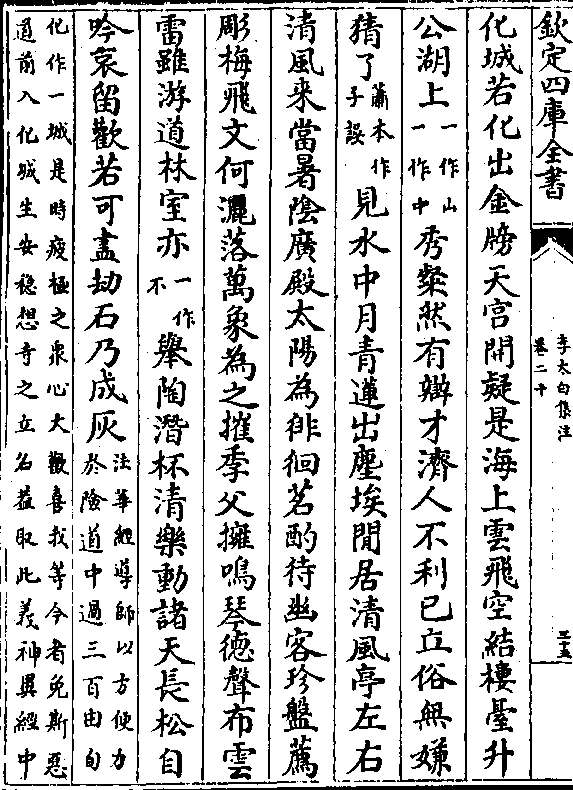 欽定四庫全書
李太白集注
卷二十
三十五
化城若化出金牓天宮開疑是海上雲飛空結樓臺升
公湖上一作山一作中秀粲然有辯才濟人不利己立俗無嫌
猜了蕭本作子誤見水中月青蓮出塵埃閒居清風亭左右
清風來當暑陰廣殿太陽為徘徊茗酌待幽客珍盤薦
彫梅飛文何灑落萬象為之摧季父擁鳴琴德聲布雲
雷雖游道林室亦一作不舉陶潛杯清樂動諸天長松自
吟哀留歡若可盡劫石乃成灰法華經導師以方便力於險道中過三百由旬
化作一城是時疲極之眾心大歡喜我等今者免斯惡道前入化城生安穩想寺之立名葢取此義神異經中